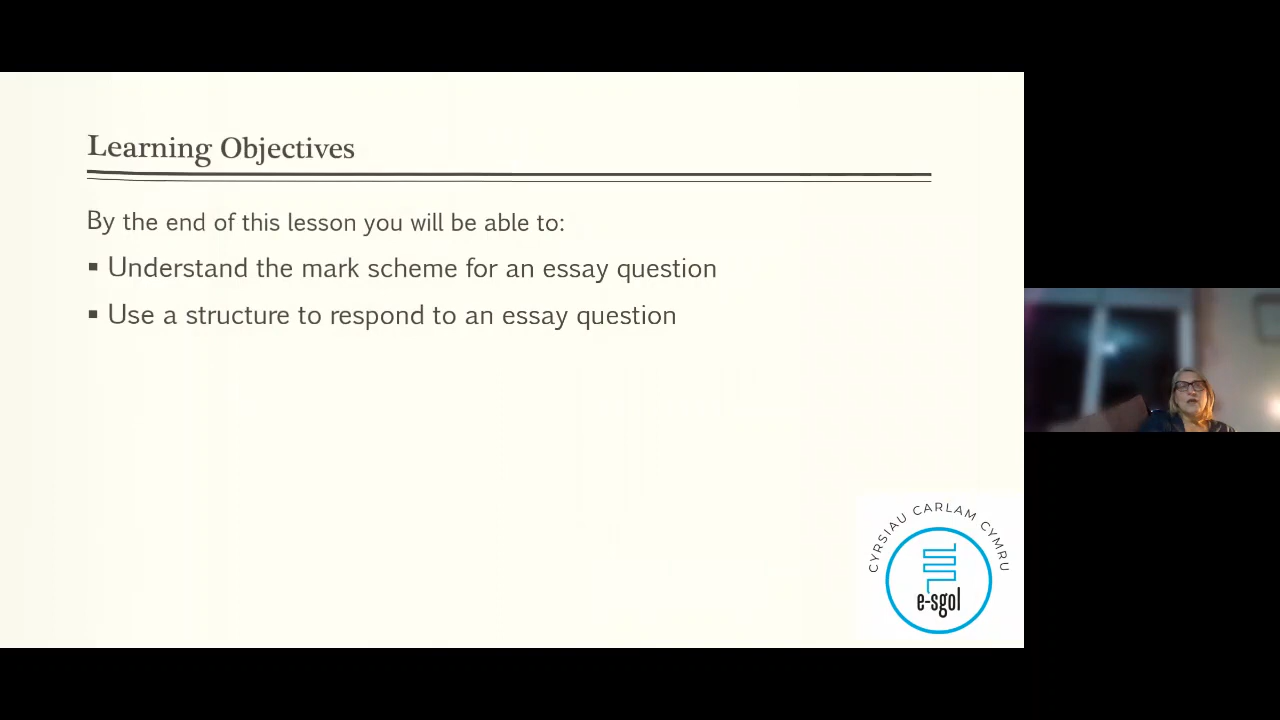 Learning Objectives
By the end of this lesson you will be able to:
▪ Understand the mark scheme for an essay question
▪ Use a structure to respond to an essay question
CYRSIAU CARLAM CYMRU
e-sgol